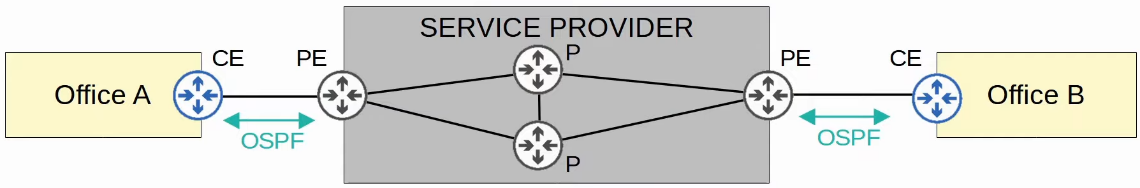 SERVICE PROVIDER
CE
PE
P
PE
CE
Office A
Office B
OSPF
OSPF
P